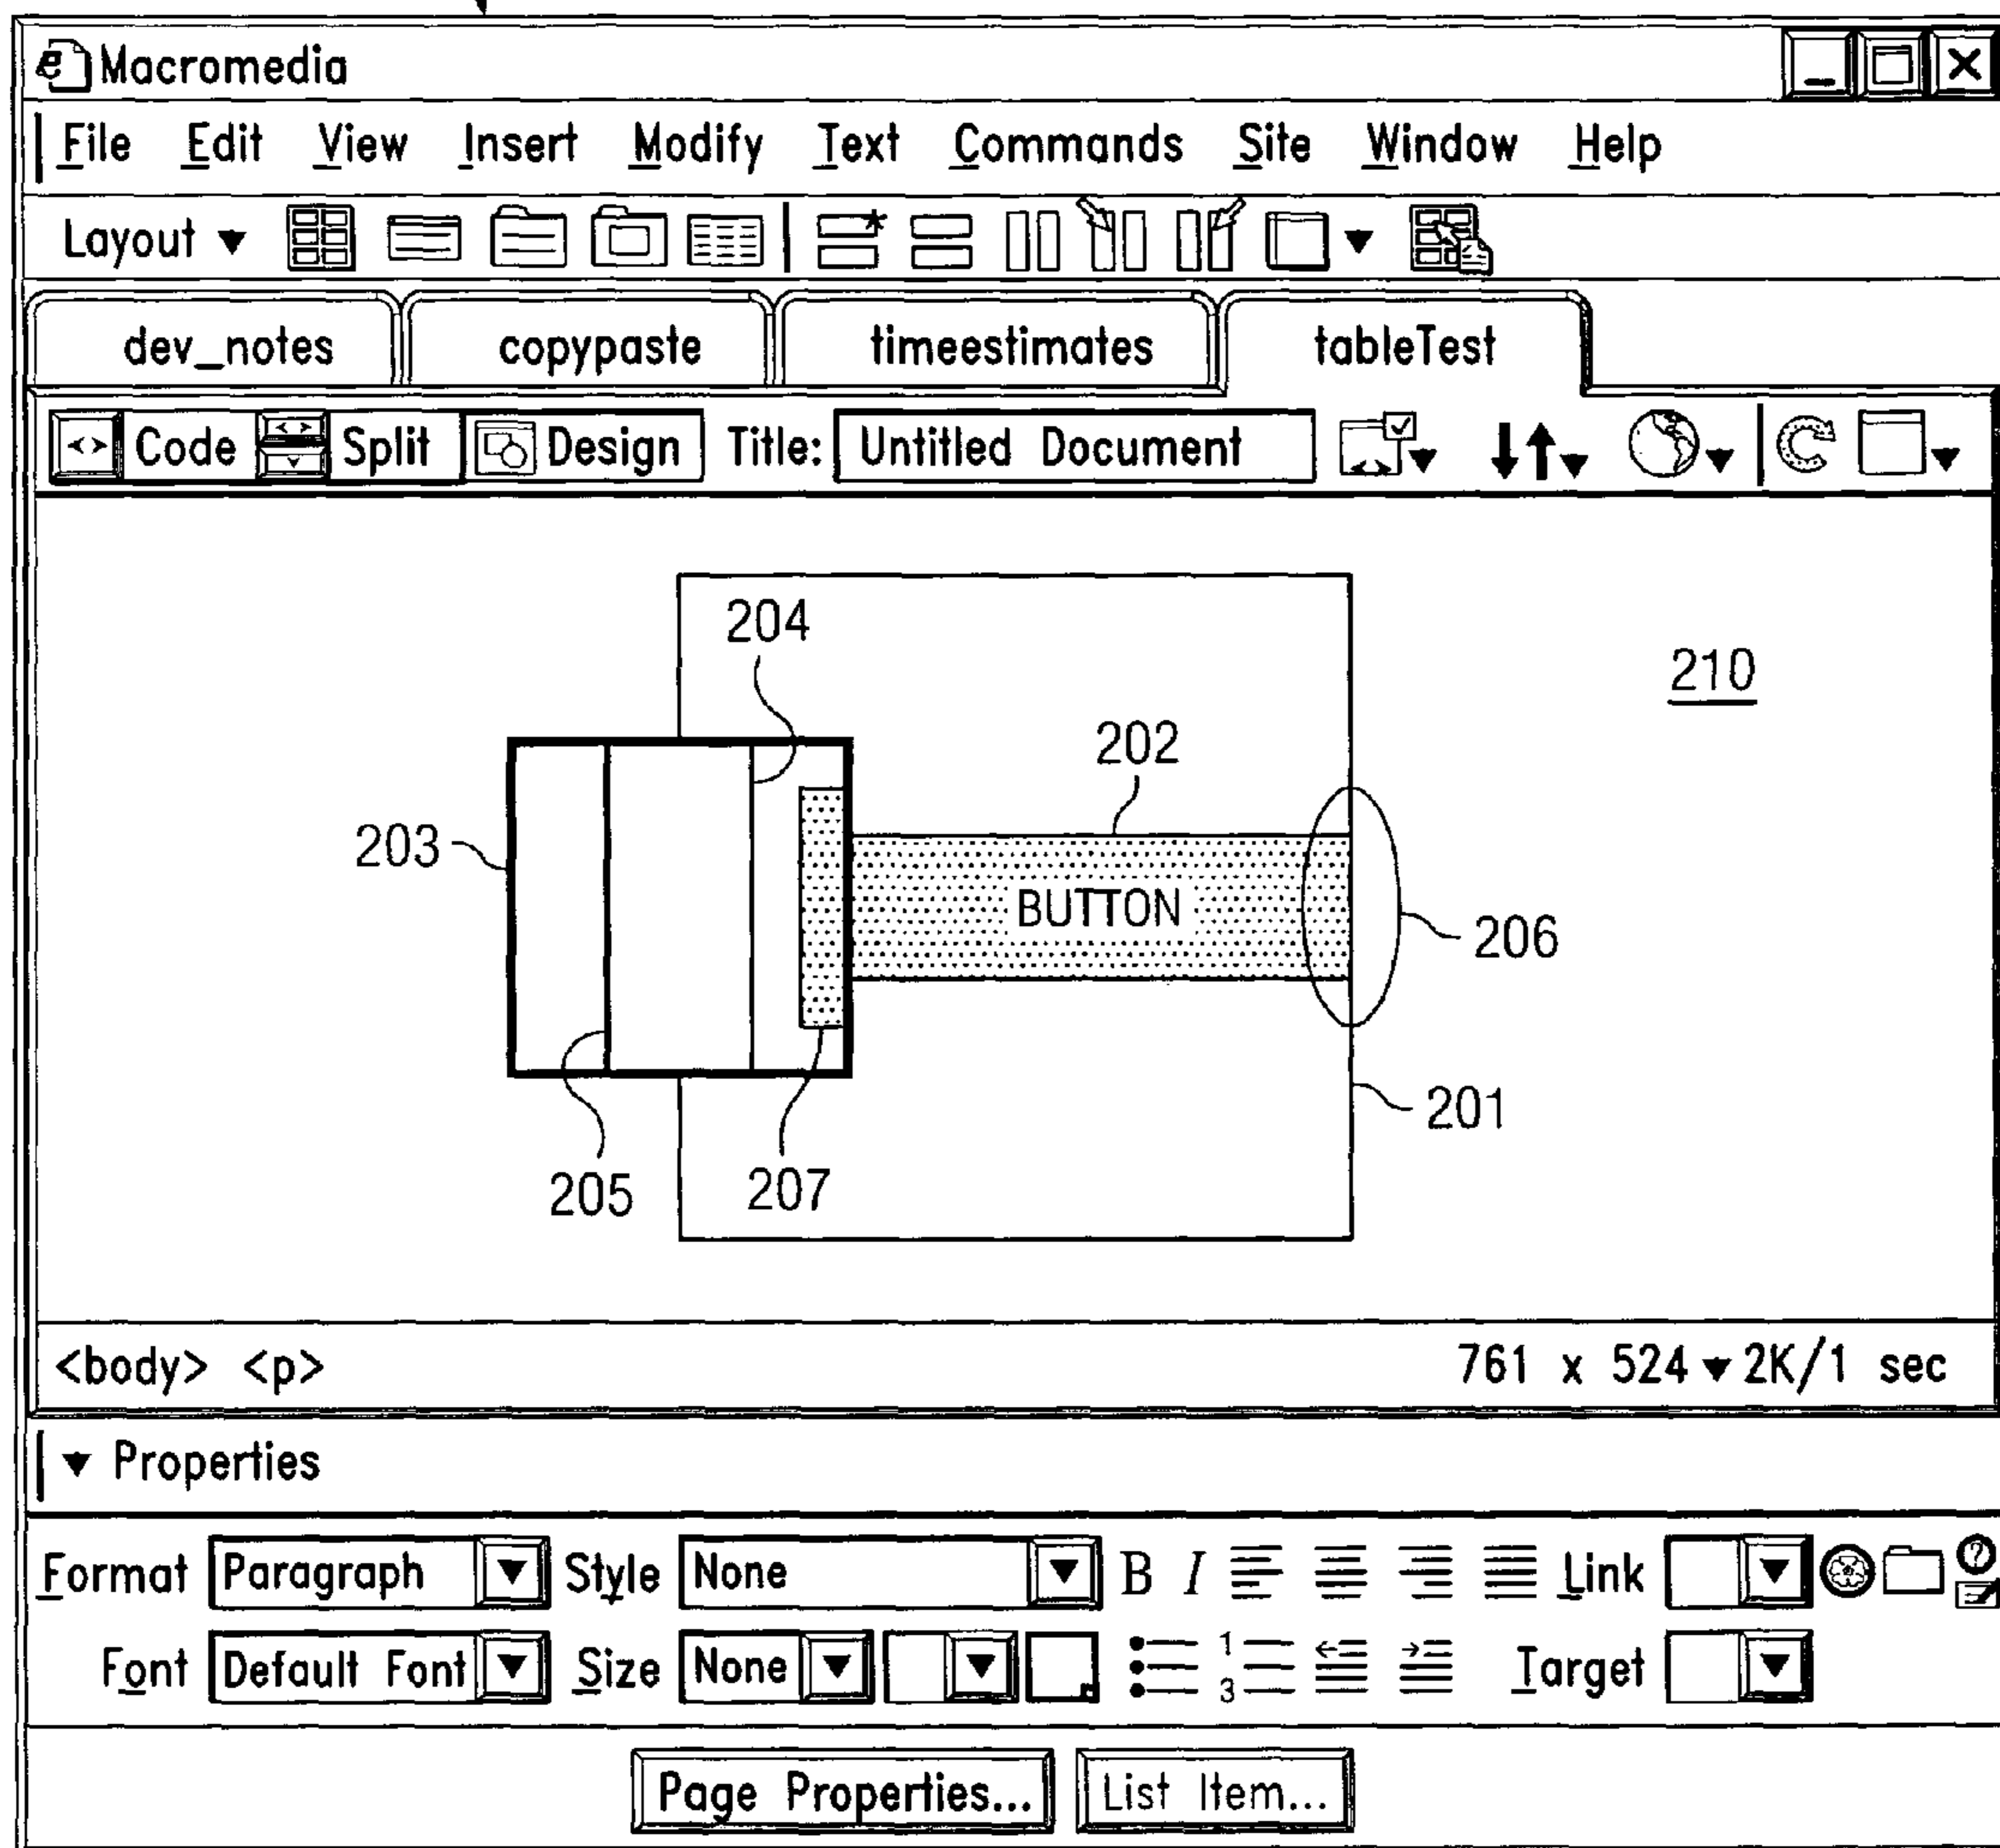 Macromedia
File Edit View Insert Modify Text Commands Site Window Help
Layout
dev_notes copypaste timeestimates tableTest
Code Split Design Title: Untitled Document
204
210
202
203
BUTTON
206
201
205 207
<body> <p> 761 x 524 2K/1 sec
Properties
Format Paragraph Style None B I Link
Font Default Font Size None 1 3 Target
Page Properties... List Item...